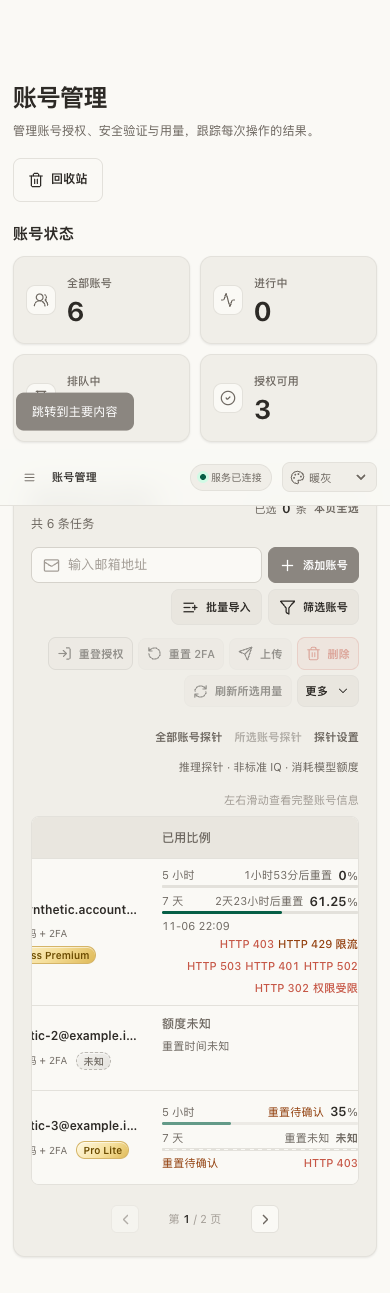 账号管理
管理账号授权、安全验证与用量，跟踪每次操作的结果。
回收站
账号状态
全部账号
6
进行中
0
排队中
授权可用
3
跳转到主要内容
账号管理
服务已连接
暖灰
已选 0 条 本页全选
共 6 条任务
输入邮箱地址
添加账号
批量导入
筛选账号
重登授权
重置 2FA
上传
删除
刷新所选用量
更多
全部账号探针 所选账号探针 探针设置
推理探针 · 非标准 IQ · 消耗模型额度
左右滑动查看完整账号信息
已用比例
5 小时 1小时53分后重置 0%
nthetic.account...
7 天 2天23小时后重置 61.25%
11-06 22:09
+ 2FA
HTTP 403 HTTP 429 限流
ss Premium
HTTP 503 HTTP 401 HTTP 502
HTTP 302 权限受限
额度未知
tic-2@example.i...
重置时间未知
+ 2FA 未知
5 小时 重置待确认 35%
tic-3@example.i...
7 天 重置未知 未知
+ 2FA Pro Lite
重置待确认 HTTP 403
第 1 / 2 页